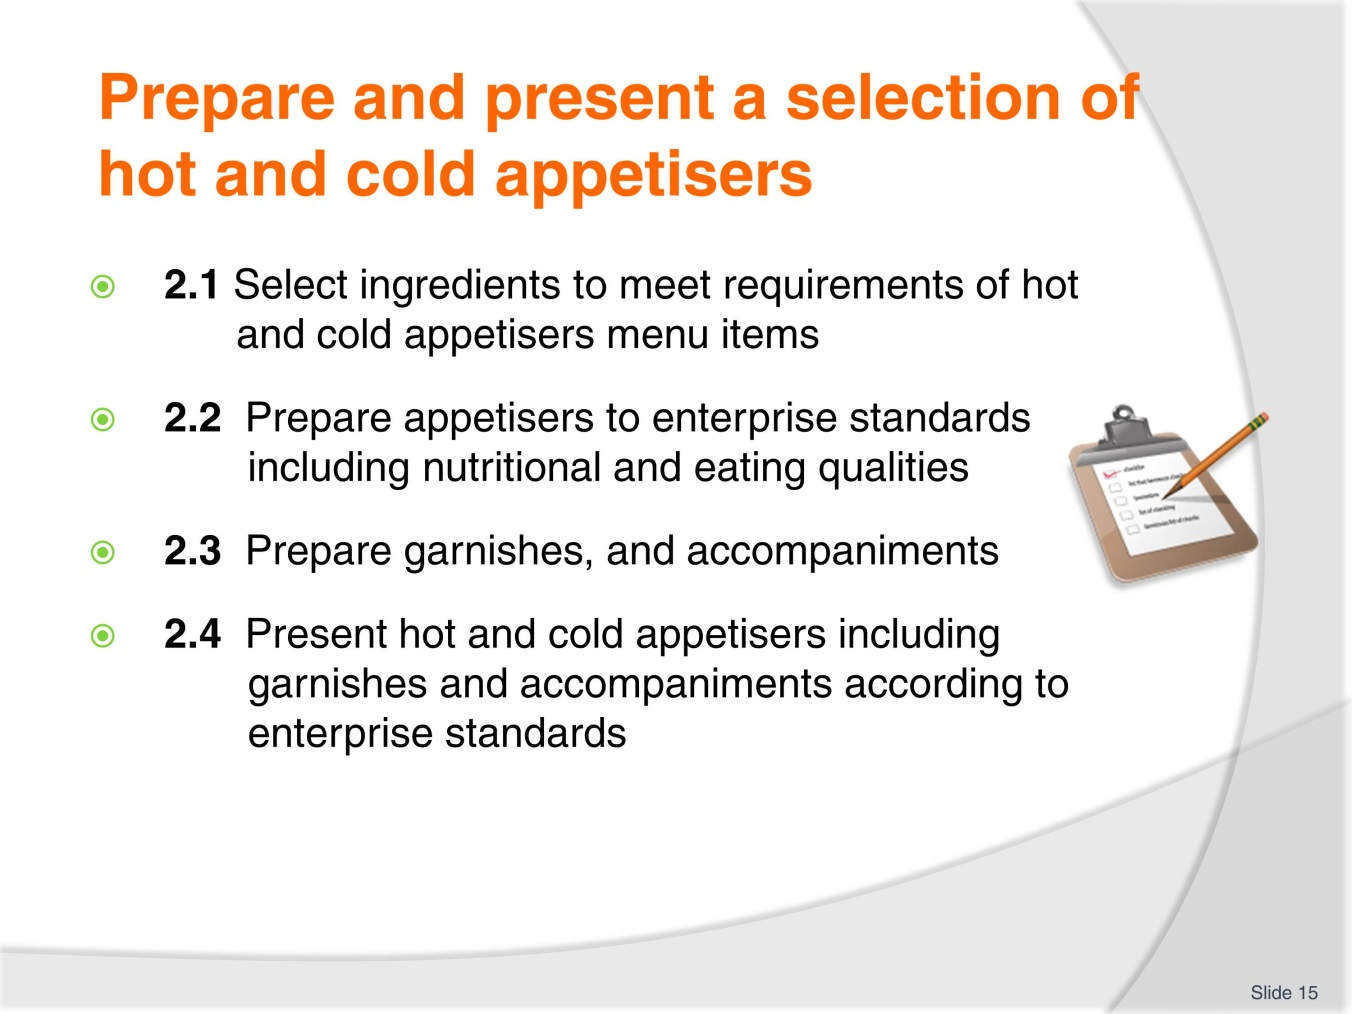 Prepare and present a selection of
hot and cold appetisers
2.1 Select ingredients to meet requirements of hot
and cold appetisers menu items
2.2 Prepare appetisers to enterprise standards
including nutritional and eating qualities
2.3 Prepare garnishes, and accompaniments
2.4 Present hot and cold appetisers including
garnishes and accompaniments according to
enterprise standards
checklist
Slide 15